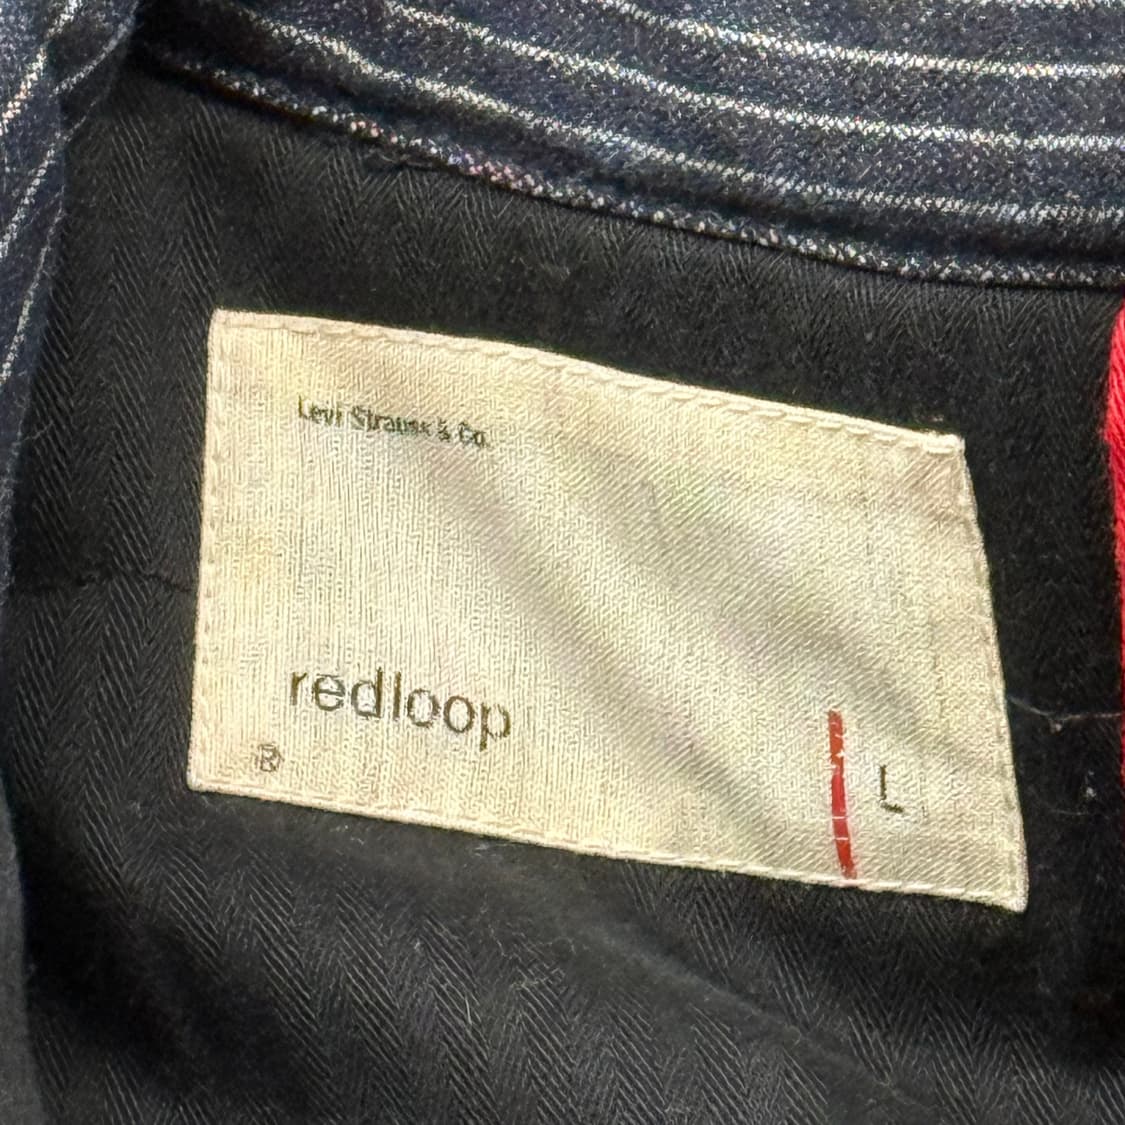 Levi Strauss & Co.
redloop
®
L